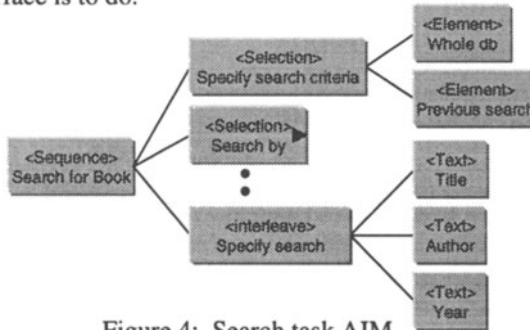 face is to do.
<Element>
Whole db
<Selection>
Specify search criteria
<Element>
Previous search
<Selection>
Search by
<Sequence>
Search for Book
<Text>
Title
<interleave>
Specify search
<Text>
Author
<Text>
Year
Figure 4: Search task AIM